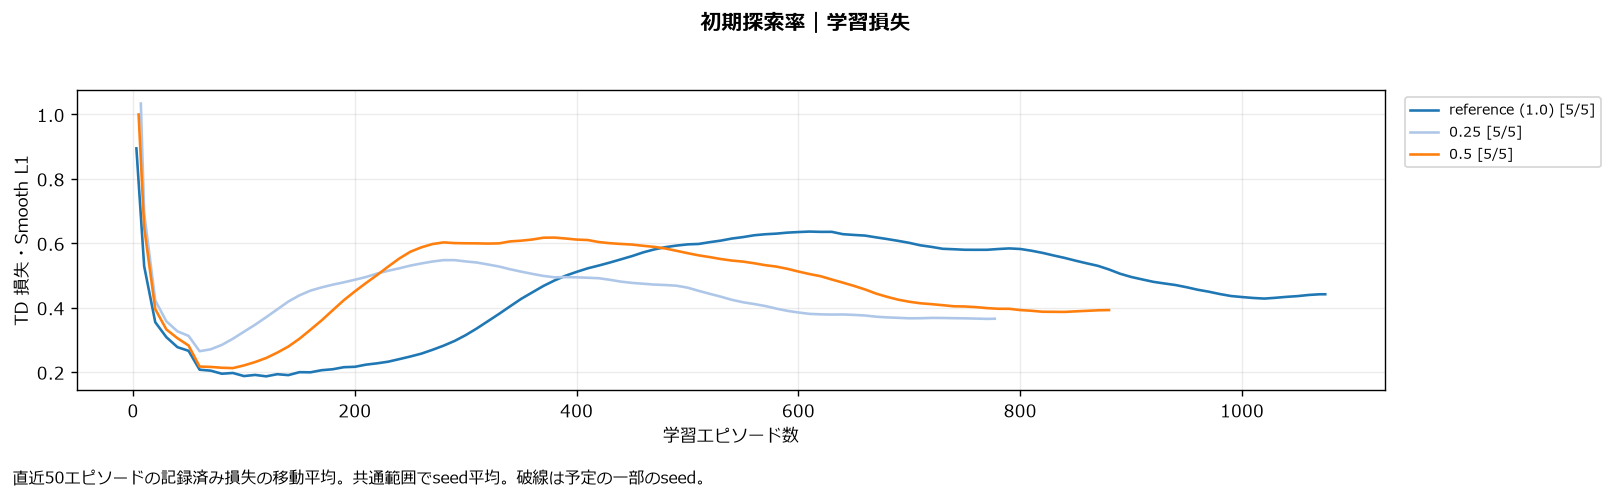 初期探索率｜学習損失
TD 損失・Smooth L1
1.0
0.8
0.6
0.4
0.2
0
200
400
600
800
1000
学習エピソード数
reference (1.0) [5/5]
0.25 [5/5]
0.5 [5/5]
直近50エピソードの記録済み損失の移動平均。共通範囲でseed平均。破線は予定の一部のseed。